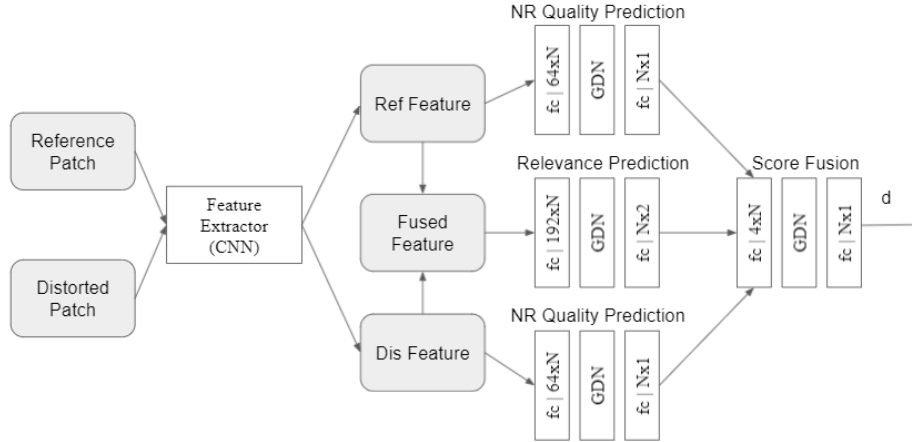 NR Quality Prediction
fc | 64xN
GDN
fc | Nx1
Ref Feature
Reference
Patch
Relevance Prediction
Score Fusion
Feature
Extractor
(CNN)
Fused
Feature
fc | 192xN
GDN
fc | Nx2
fc | 4xN
GDN
fc | Nx1
d
Distorted
Patch
NR Quality Prediction
Dis Feature
fc | 64xN
GDN
fc | Nx1